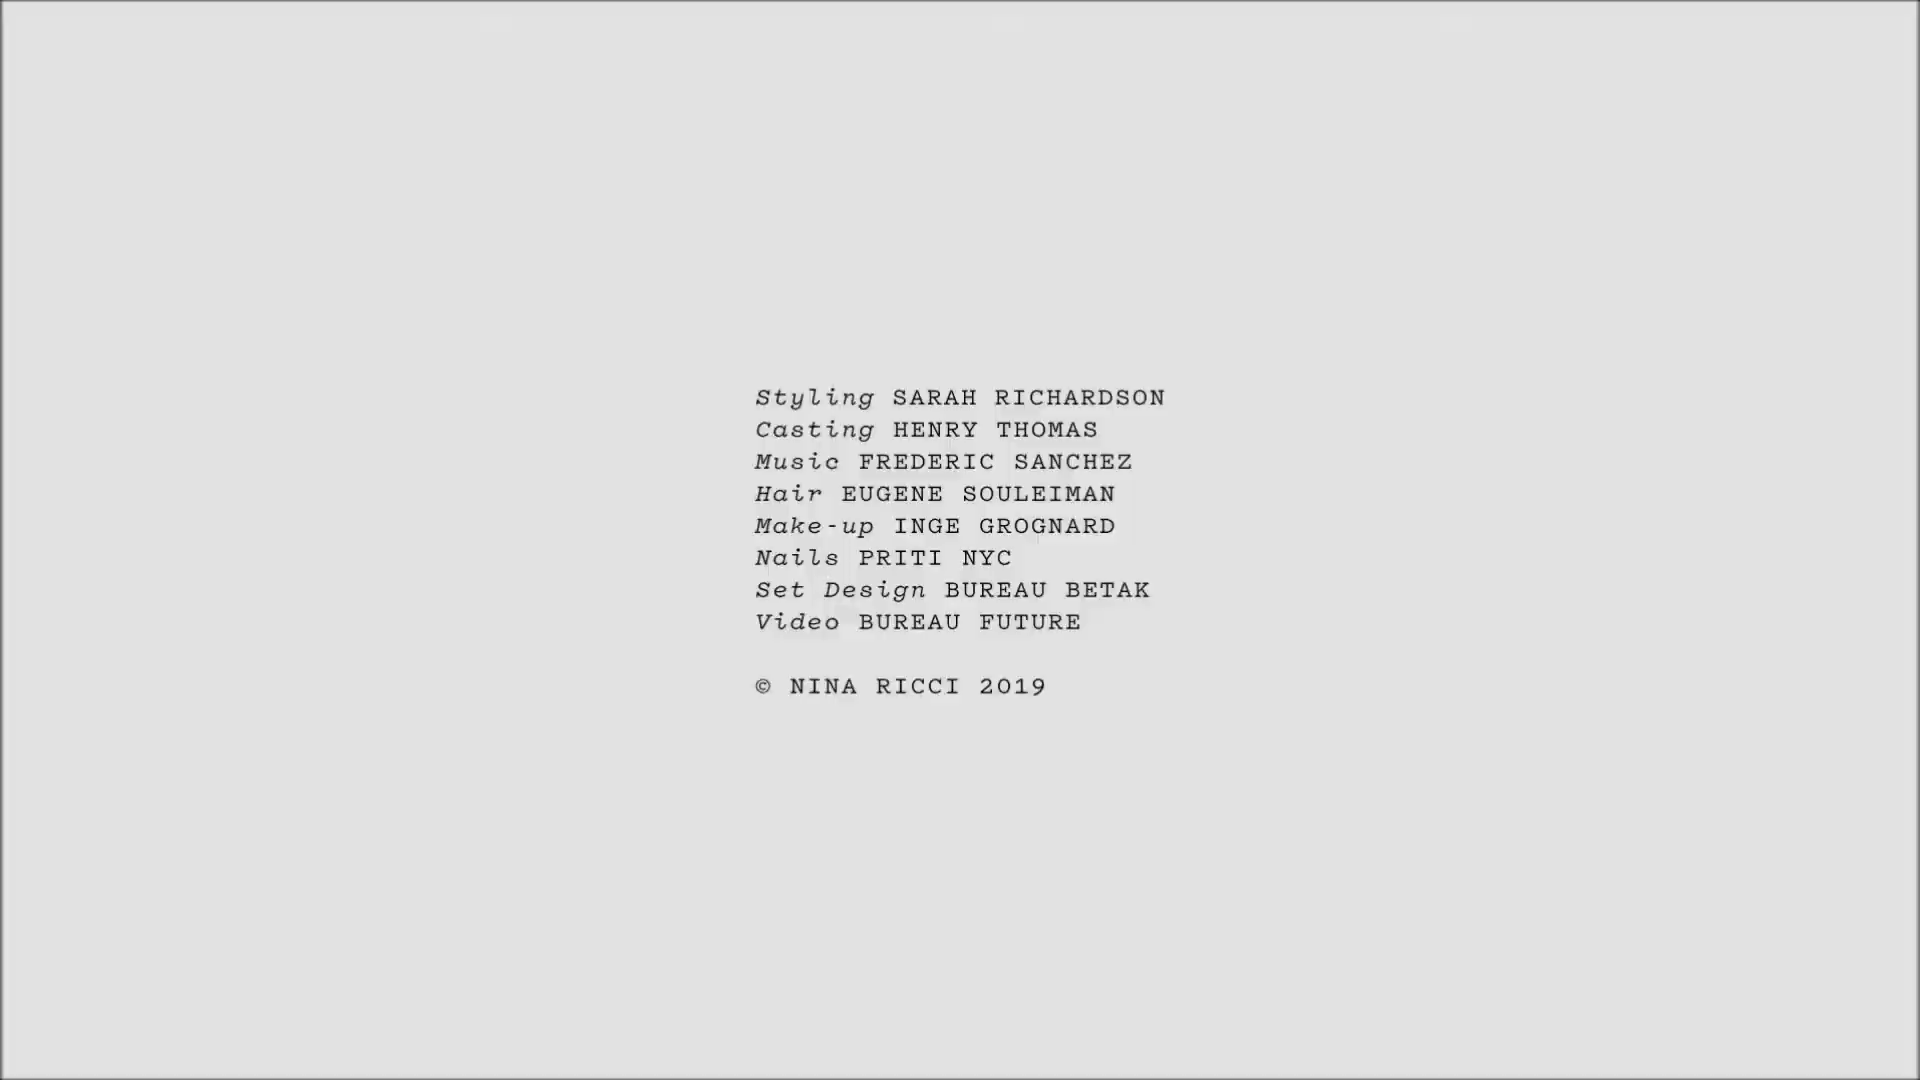 Styling SARAH RICHARDSON
Casting HENRY THOMAS
Music FREDERIC SANCHEZ
Hair EUGENE SOULEIMAN
Make-up INGE GROGNARD
Nails PRITI NYC
Set Design BUREAU BETAK
Video BUREAU FUTURE
© NINA RICCI 2019